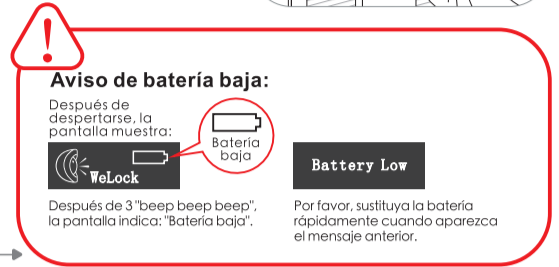 !
Aviso de batería baja:
Después de
despertarse, la
pantalla muestra:
Batería
baja
WeLock
Battery Low
Después de 3 "beep beep beep",
la pantalla indica: "Batería baja".
Por favor, sustituya la batería
rápidamente cuando aparezca
el mensaje anterior.